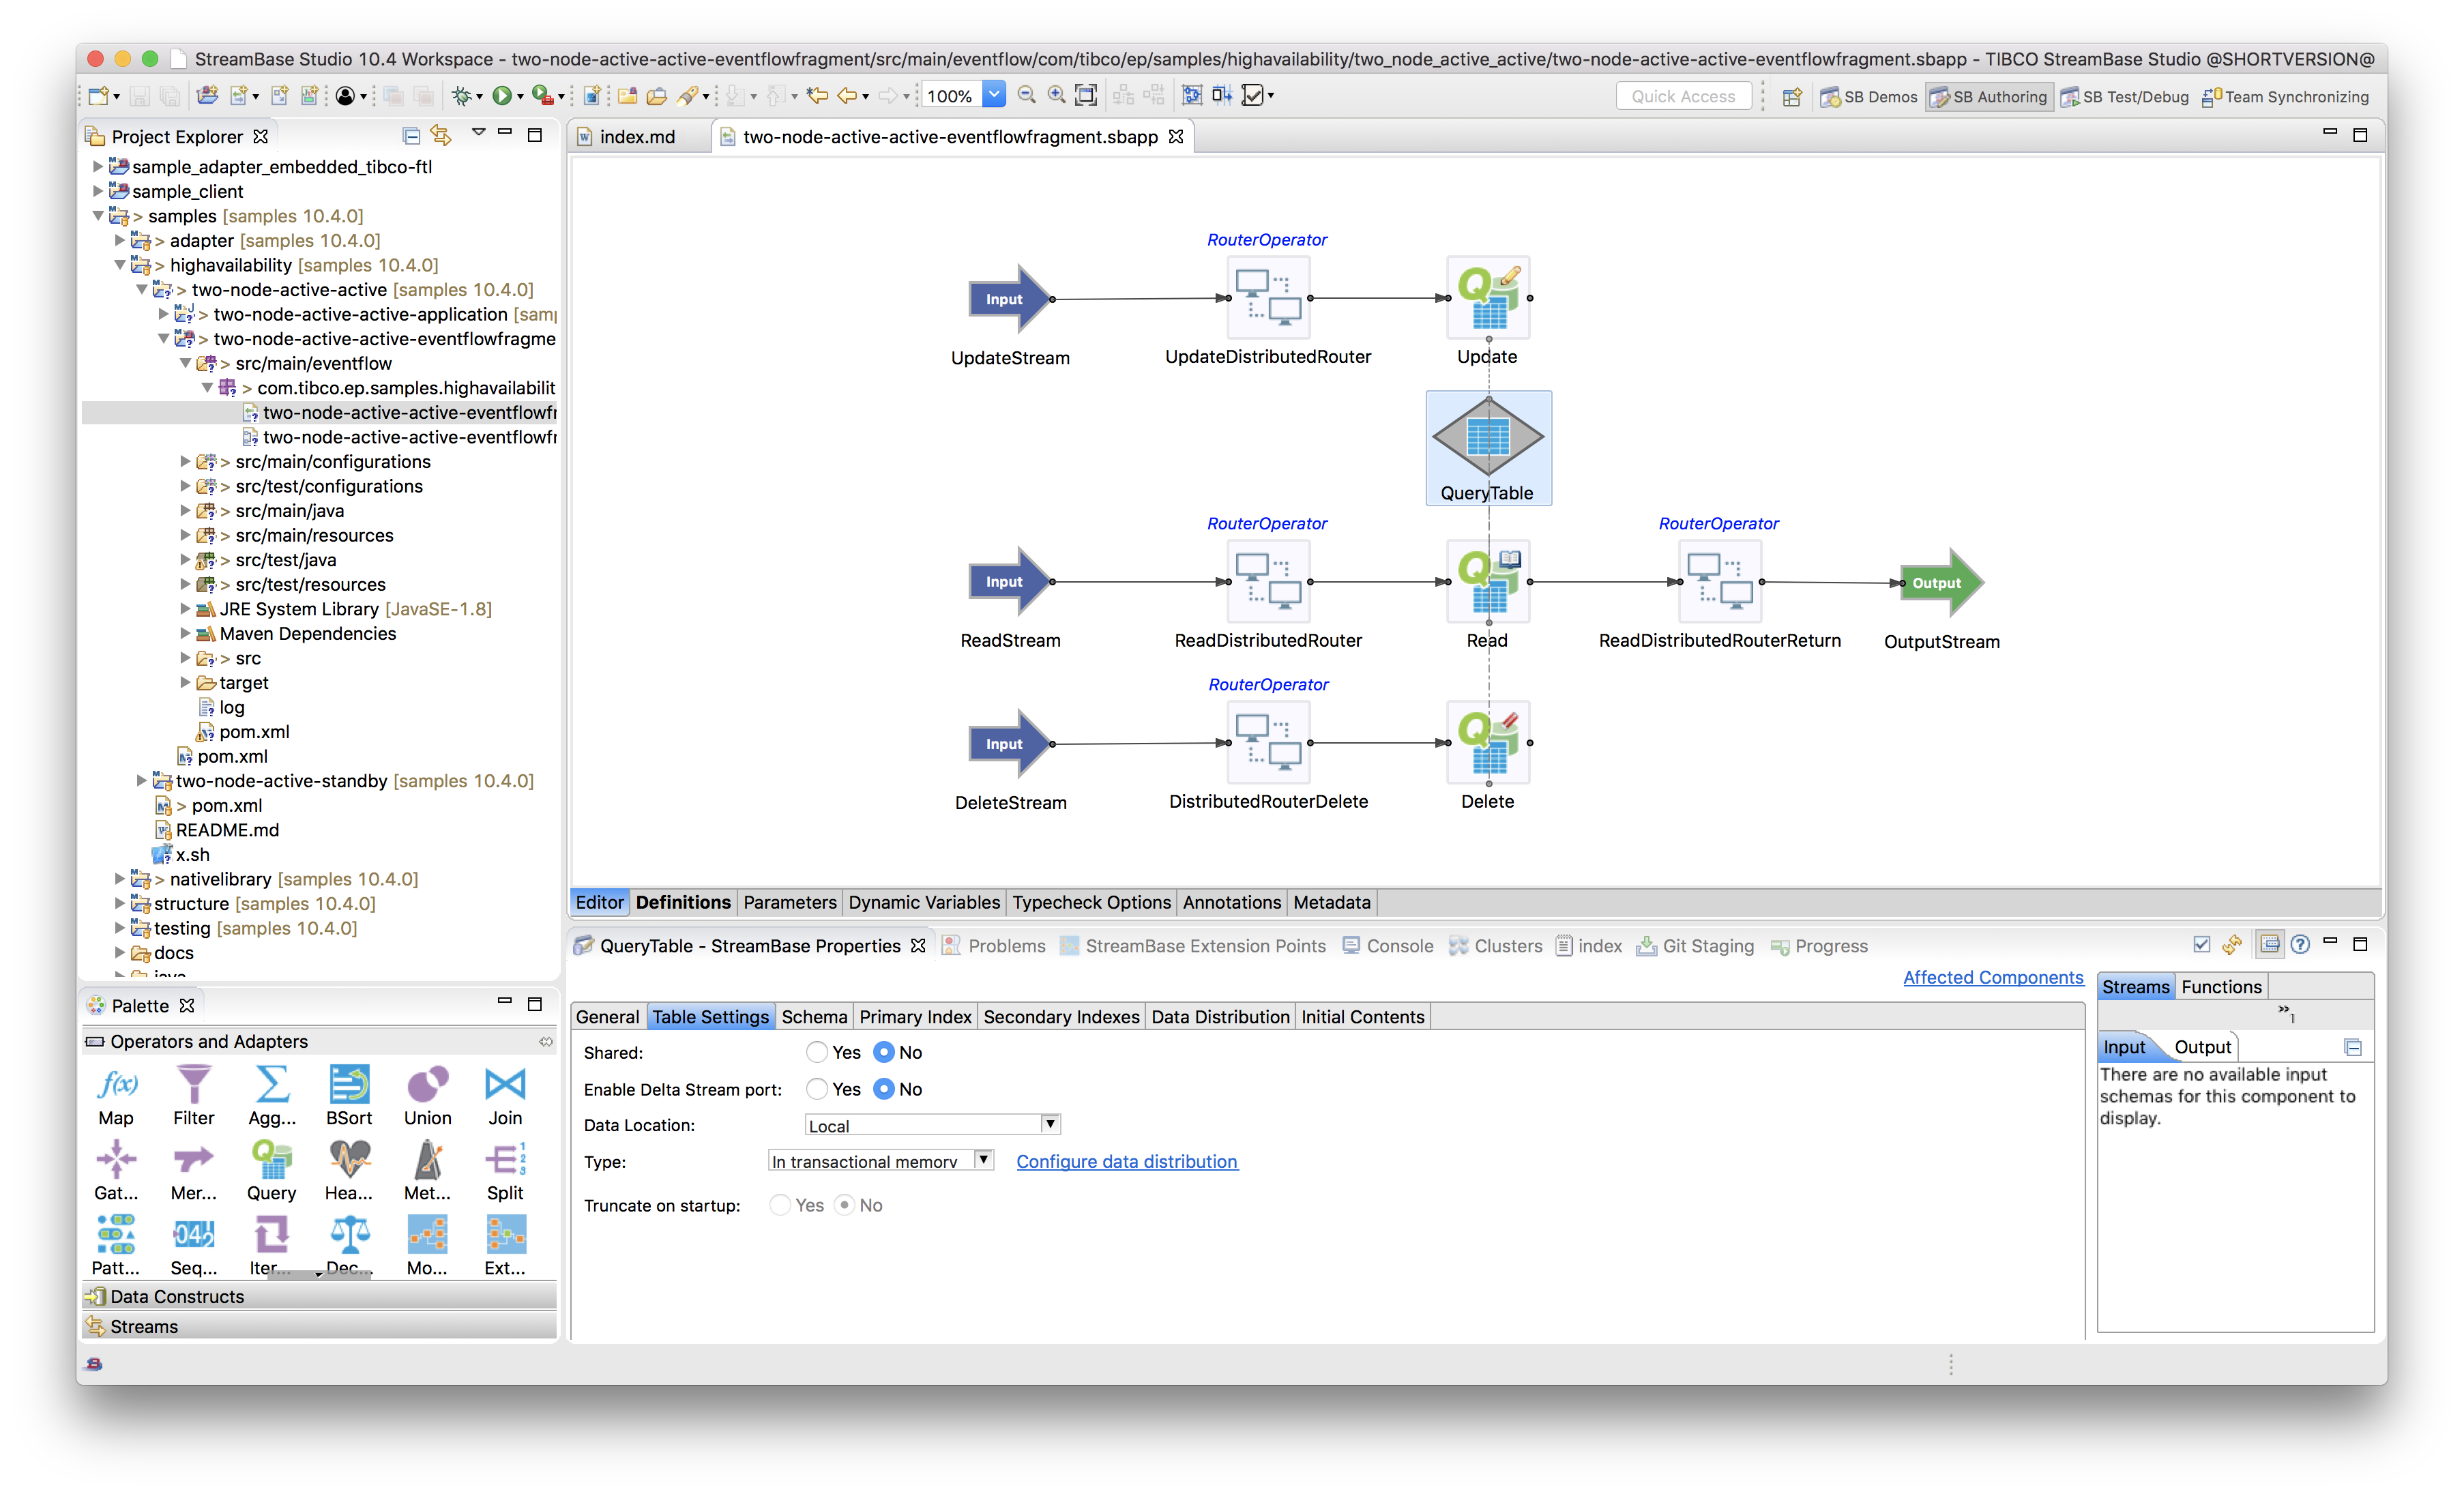 StreamBase Studio 10.4 Workspace - two-node-active-active-eventflowfragment/src/main/eventflow/com/tibco/ep/samples/highavailability/two_node_active_active/two-node-active-active-eventflowfragment.sbapp - TIBCO StreamBase Studio @SHORTVERSION@
100%
Quick Access
SB Demos
SB Authoring
SB Test/Debug
Team Synchronizing
Project Explorer
sample_adapter_embedded_tibco-ftl
sample_client
> samples [samples 10.4.0]
> adapter [samples 10.4.0]
> highavailability [samples 10.4.0]
> two-node-active-active [samples 10.4.0]
> two-node-active-active-application [samp
> two-node-active-active-eventflowfragme
> src/main/eventflow
> com.tibco.ep.samples.highavailabilit
two-node-active-active-eventflowfr
two-node-active-active-eventflowfr
> src/main/configurations
> src/test/configurations
> src/main/java
> src/main/resources
> src/test/java
> src/test/resources
JRE System Library [JavaSE-1.8]
Maven Dependencies
> src
target
log
pom.xml
pom.xml
two-node-active-standby [samples 10.4.0]
> pom.xml
README.md
x.sh
> nativelibrary [samples 10.4.0]
structure [samples 10.4.0]
testing [samples 10.4.0]
docs
java
Palette
Operators and Adapters
f(x)
Map
Filter
Agg...
BSort
Union
Join
Gat...
Mer...
Query
Hea...
Met...
Split
Patt...
Seq...
Iter...
Dec...
Mo...
Ext...
Data Constructs
Streams
index.md
two-node-active-active-eventflowfragment.sbapp
RouterOperator
Input
UpdateStream
UpdateDistributedRouter
Update
QueryTable
RouterOperator
RouterOperator
Input
Output
ReadStream
ReadDistributedRouter
Read
ReadDistributedRouterReturn
OutputStream
RouterOperator
Input
DeleteStream
DistributedRouterDelete
Delete
Editor
Definitions
Parameters
Dynamic Variables
Typecheck Options
Annotations
Metadata
QueryTable - StreamBase Properties
Problems
StreamBase Extension Points
Console
Clusters
index
Git Staging
Progress
Affected Components
General
Table Settings
Schema
Primary Index
Secondary Indexes
Data Distribution
Initial Contents
Shared: Yes No
Enable Delta Stream port: Yes No
Data Location: Local
Type: In transactional memory Configure data distribution
Truncate on startup: Yes No
Streams
Functions
»1
Input
Output
There are no available input
schemas for this component to
display.